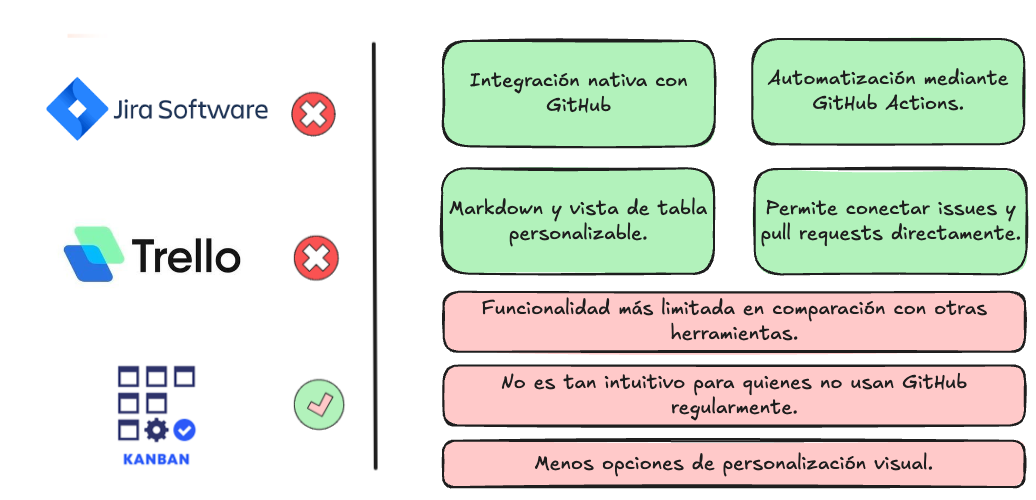 Jira Software
Trello
KANBAN
Integración nativa con
GitHub
Automatización mediante
GitHub Actions.
Markdown y vista de tabla
personalizable.
Permite conectar issues y
pull requests directamente.
Funcionalidad más limitada en comparación con otras
herramientas.
No es tan intuitivo para quienes no usan GitHub
regularmente.
Menos opciones de personalización visual.